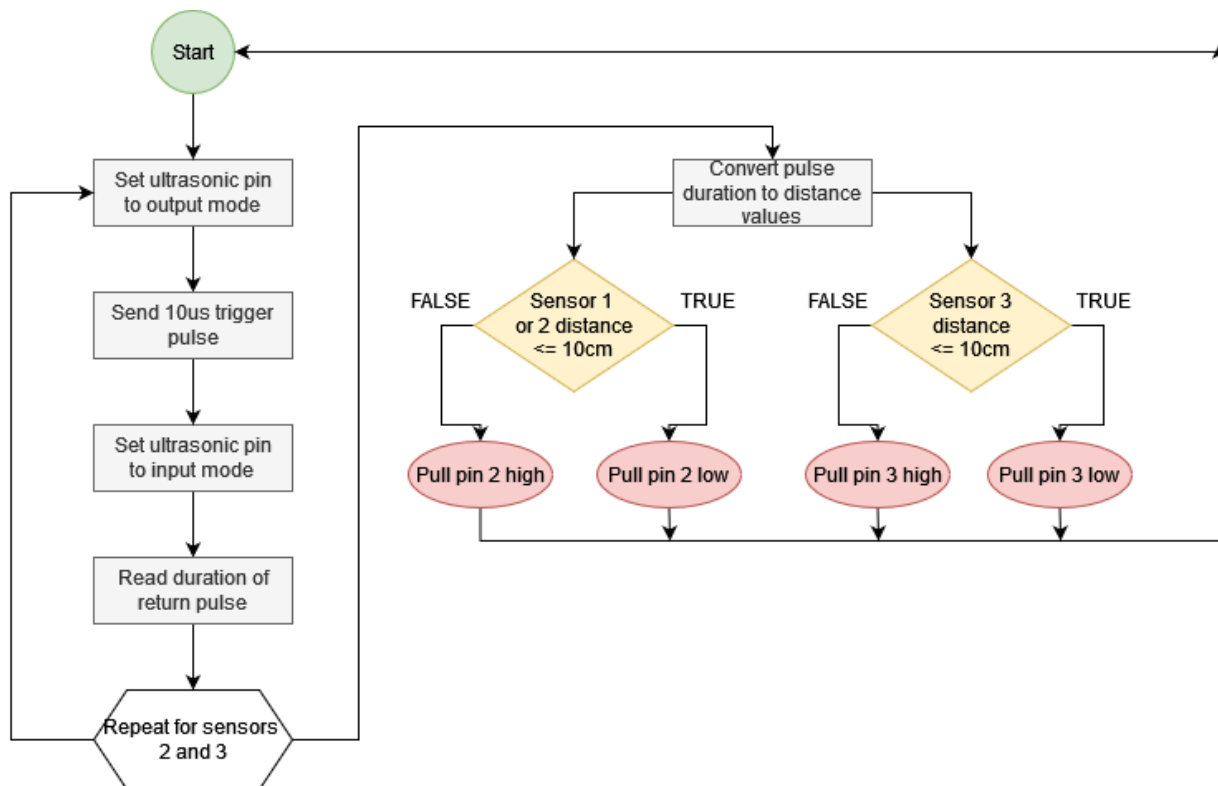 Start
Set ultrasonic pin
to output mode
Send 10us trigger
pulse
Set ultrasonic pin
to input mode
Read duration of
return pulse
Repeat for sensors
2 and 3
Convert pulse
duration to distance
values
FALSE
Sensor 1
or 2 distance
<= 10cm
TRUE
FALSE
Sensor 3
distance
<= 10cm
TRUE
Pull pin 2 high
Pull pin 2 low
Pull pin 3 high
Pull pin 3 low